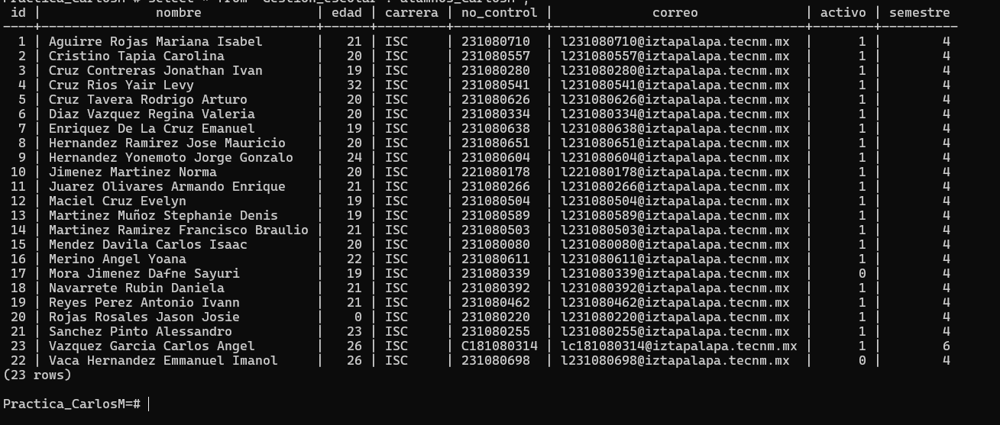 Practica_CarlosM=# select * from "Gestion_escolar".alumnos_CarlosM ;
 id |               nombre                | edad | carrera | no_control |             correo              | activo | semestre
----+-------------------------------------+------+---------+------------+---------------------------------+--------+----------
  1 | Aguirre Rojas Mariana Isabel        |   21 | ISC     | 231080710  | l231080710@iztapalapa.tecnm.mx  |      1 |        4
  2 | Cristino Tapia Carolina             |   20 | ISC     | 231080557  | l231080557@iztapalapa.tecnm.mx  |      1 |        4
  3 | Cruz Contreras Jonathan Ivan        |   19 | ISC     | 231080280  | l231080280@iztapalapa.tecnm.mx  |      1 |        4
  4 | Cruz Rios Yair Levy                 |   32 | ISC     | 231080541  | l231080541@iztapalapa.tecnm.mx  |      1 |        4
  5 | Cruz Tavera Rodrigo Arturo          |   20 | ISC     | 231080626  | l231080626@iztapalapa.tecnm.mx  |      1 |        4
  6 | Diaz Vazquez Regina Valeria         |   20 | ISC     | 231080334  | l231080334@iztapalapa.tecnm.mx  |      1 |        4
  7 | Enriquez De La Cruz Emanuel         |   19 | ISC     | 231080638  | l231080638@iztapalapa.tecnm.mx  |      1 |        4
  8 | Hernandez Ramirez Jose Mauricio     |   20 | ISC     | 231080651  | l231080651@iztapalapa.tecnm.mx  |      1 |        4
  9 | Hernandez Yonemoto Jorge Gonzalo    |   24 | ISC     | 231080604  | l231080604@iztapalapa.tecnm.mx  |      1 |        4
 10 | Jimenez Martinez Norma              |   20 | ISC     | 221080178  | l221080178@iztapalapa.tecnm.mx  |      1 |        4
 11 | Juarez Olivares Armando Enrique     |   21 | ISC     | 231080266  | l231080266@iztapalapa.tecnm.mx  |      1 |        4
 12 | Maciel Cruz Evelyn                  |   19 | ISC     | 231080504  | l231080504@iztapalapa.tecnm.mx  |      1 |        4
 13 | Martinez Muñoz Stephanie Denis      |   19 | ISC     | 231080589  | l231080589@iztapalapa.tecnm.mx  |      1 |        4
 14 | Martinez Ramirez Francisco Braulio  |   21 | ISC     | 231080503  | l231080503@iztapalapa.tecnm.mx  |      1 |        4
 15 | Mendez Davila Carlos Isaac          |   20 | ISC     | 231080080  | l231080080@iztapalapa.tecnm.mx  |      1 |        4
 16 | Merino Angel Yoana                  |   22 | ISC     | 231080611  | l231080611@iztapalapa.tecnm.mx  |      1 |        4
 17 | Mora Jimenez Dafne Sayuri           |   19 | ISC     | 231080339  | l231080339@iztapalapa.tecnm.mx  |      0 |        4
 18 | Navarrete Rubin Daniela             |   21 | ISC     | 231080392  | l231080392@iztapalapa.tecnm.mx  |      1 |        4
 19 | Reyes Perez Antonio Ivann           |   21 | ISC     | 231080462  | l231080462@iztapalapa.tecnm.mx  |      1 |        4
 20 | Rojas Rosales Jason Josie           |    0 | ISC     | 231080220  | l231080220@iztapalapa.tecnm.mx  |      1 |        4
 21 | Sanchez Pinto Alessandro            |   23 | ISC     | 231080255  | l231080255@iztapalapa.tecnm.mx  |      1 |        4
 23 | Vazquez Garcia Carlos Angel         |   26 | ISC     | C181080314 | lc181080314@iztapalapa.tecnm.mx |      1 |        6
 22 | Vaca Hernandez Emmanuel Imanol      |   26 | ISC     | 231080698  | l231080698@iztapalapa.tecnm.mx  |      0 |        4
(23 rows)
Practica_CarlosM=#